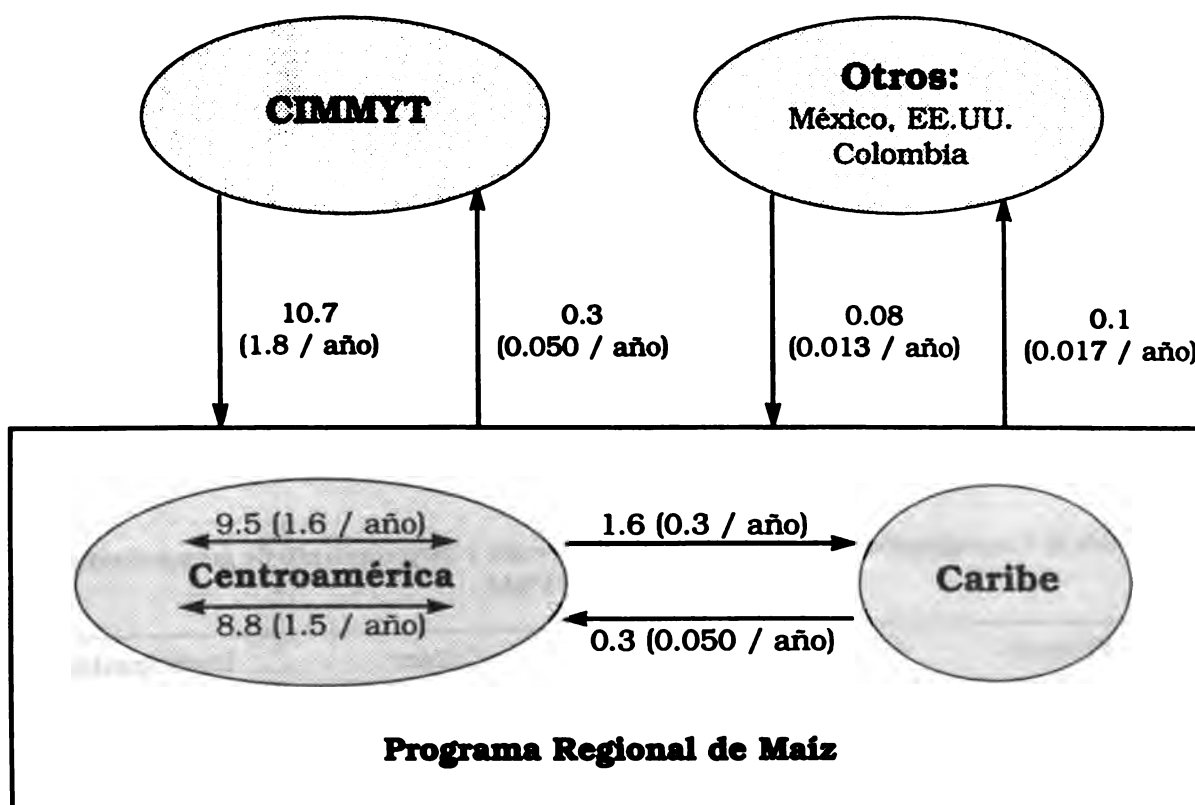 CIMMYT
Otros:
México, EE.UU.
Colombia
10.7
(1.8 / año)
0.3
(0.050 / año)
0.08
(0.013 / año)
0.1
(0.017 / año)
9.5 (1.6 / año)
Centroamérica
8.8 (1.5 / año)
1.6 (0.3 / año)
0.3 (0.050 / año)
Caribe
Programa Regional de Maíz